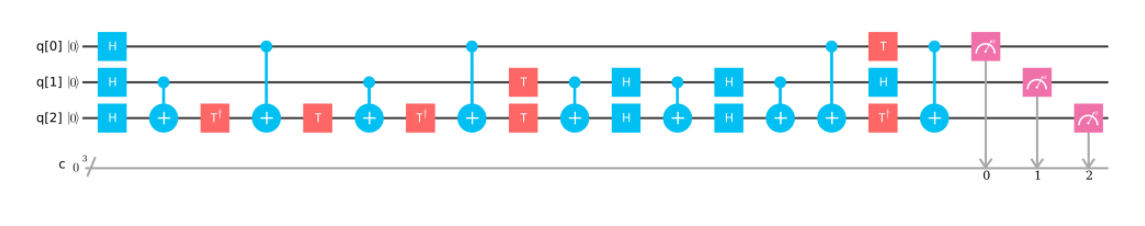 q[0] |0⟩ H T
q[1] |0⟩ H T H H H
q[2] |0⟩ H T† T T† T H H T†
c 0 3
0 1 2